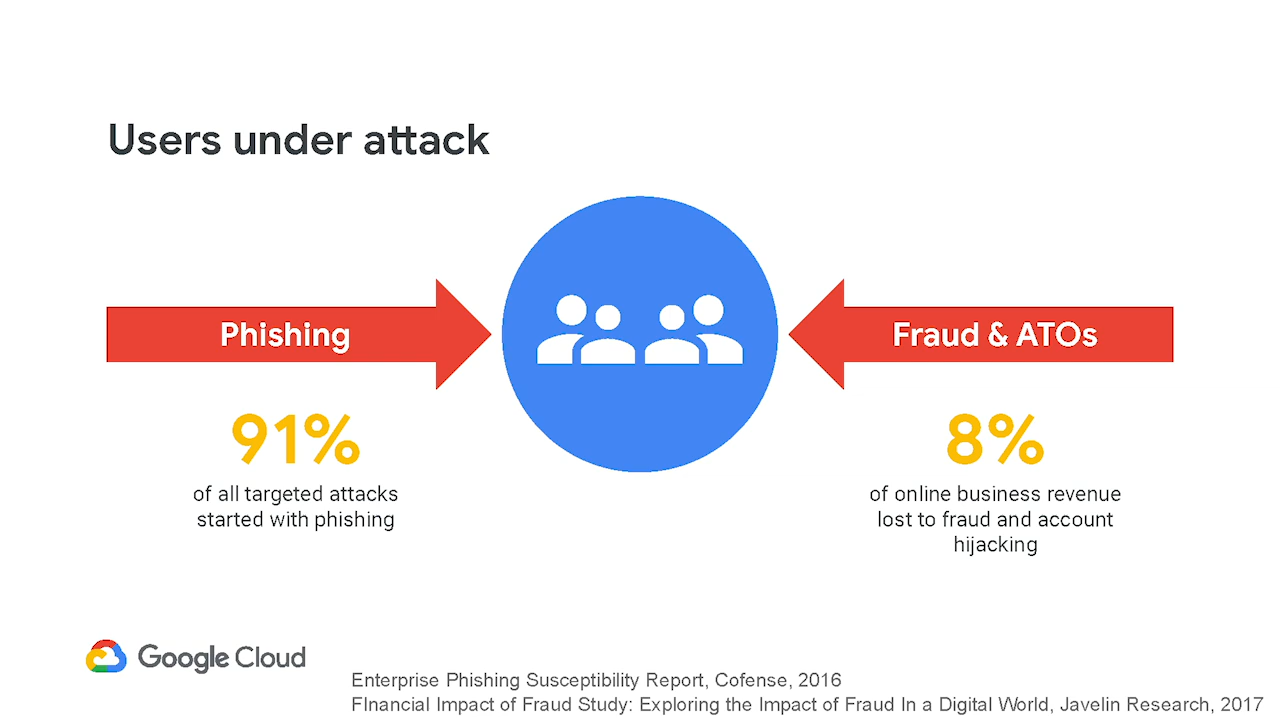 Users under attack
Phishing
Fraud & ATOs
91%
of all targeted attacks
started with phishing
8%
of online business revenue
lost to fraud and account
hijacking
Google Cloud
Enterprise Phishing Susceptibility Report, Cofense, 2016
FInancial Impact of Fraud Study: Exploring the Impact of Fraud In a Digital World, Javelin Research, 2017